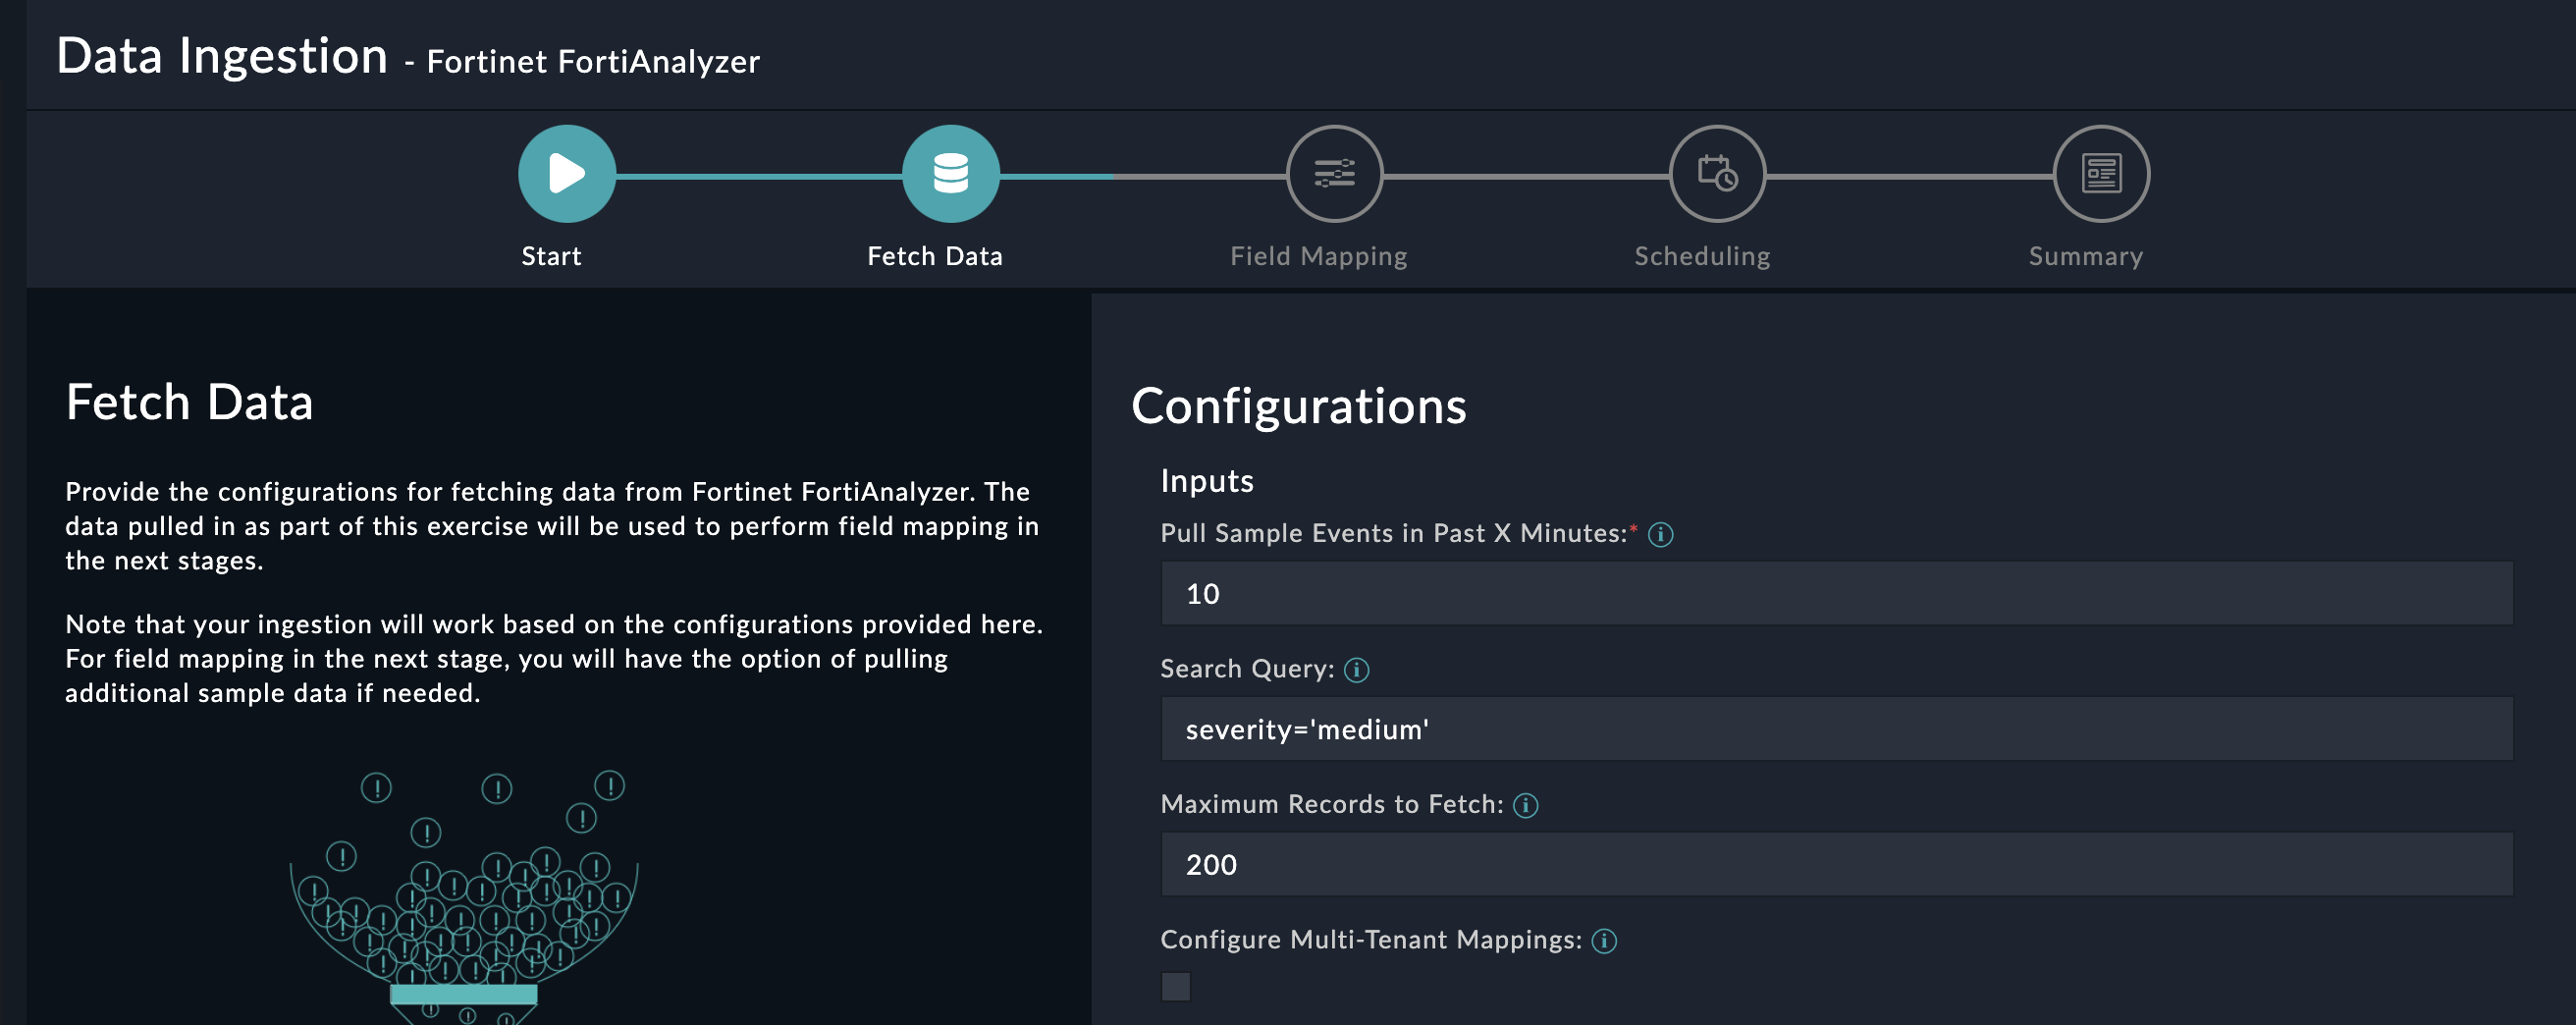 Data Ingestion - Fortinet FortiAnalyzer
Start
Fetch Data
Field Mapping
Scheduling
Summary
Fetch Data
Provide the configurations for fetching data from Fortinet FortiAnalyzer. The
data pulled in as part of this exercise will be used to perform field mapping in
the next stages.
Note that your ingestion will work based on the configurations provided here.
For field mapping in the next stage, you will have the option of pulling
additional sample data if needed.
Configurations
Inputs
Pull Sample Events in Past X Minutes:*
10
Search Query:
severity='medium'
Maximum Records to Fetch:
200
Configure Multi-Tenant Mappings: